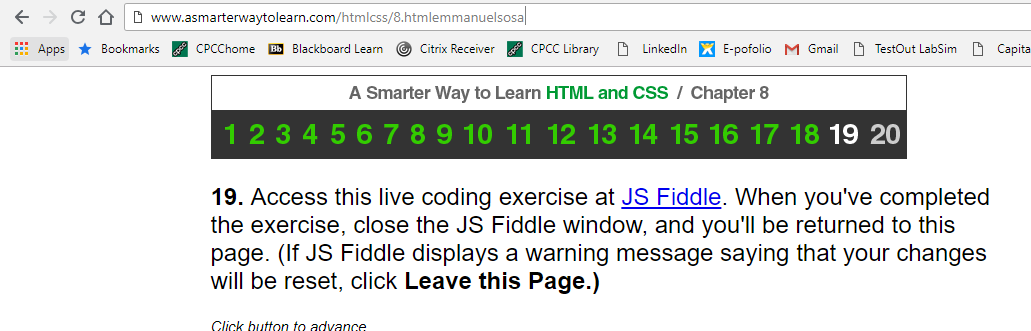 www.asmarterwaytolearn.com/htmlcss/8.htmlemmanuelsosa
Apps Bookmarks CPCChome Bb Blackboard Learn Citrix Receiver CPCC Library LinkedIn E-pofolio Gmail TestOut LabSim Capita
A Smarter Way to Learn HTML and CSS / Chapter 8
1 2 3 4 5 6 7 8 9 10 11 12 13 14 15 16 17 18 19 20
19. Access this live coding exercise at JS Fiddle. When you've completed
the exercise, close the JS Fiddle window, and you'll be returned to this
page. (If JS Fiddle displays a warning message saying that your changes
will be reset, click Leave this Page.)
Click button to advance